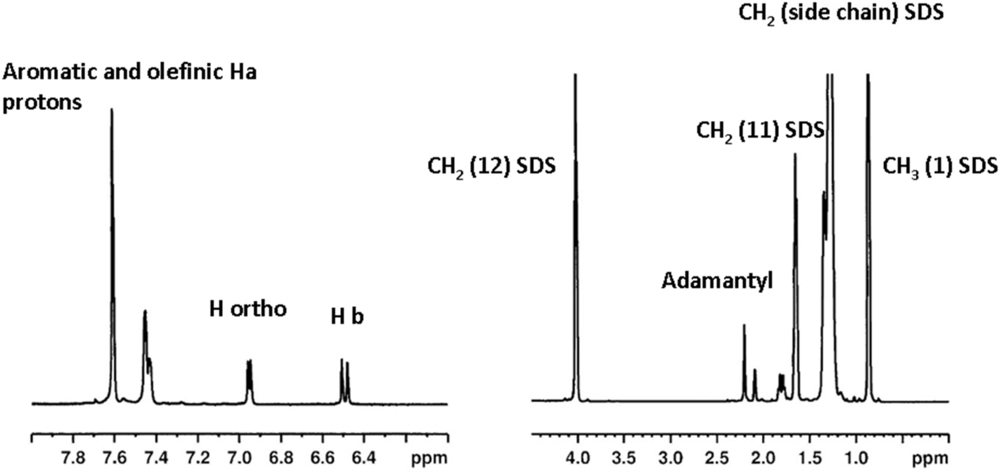 CH₂ (side chain) SDS
Aromatic and olefinic Ha
protons
CH₂ (11) SDS
CH₂ (12) SDS
CH₃ (1) SDS
Adamantyl
H ortho
H b
7.8 7.6 7.4 7.2 7.0 6.8 6.6 6.4 ppm
4.0 3.5 3.0 2.5 2.0 1.5 1.0 ppm